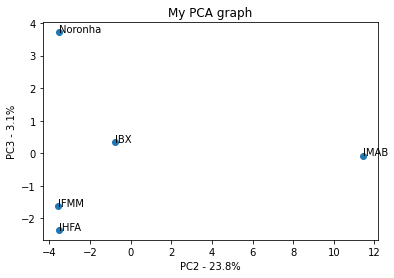 My PCA graph
4
3
2
1
0
−1
−2
PC3 - 3.1%
Noronha
IBX
IMAB
IFMM
IHFA
−4
−2
0
2
4
6
8
10
12
PC2 - 23.8%